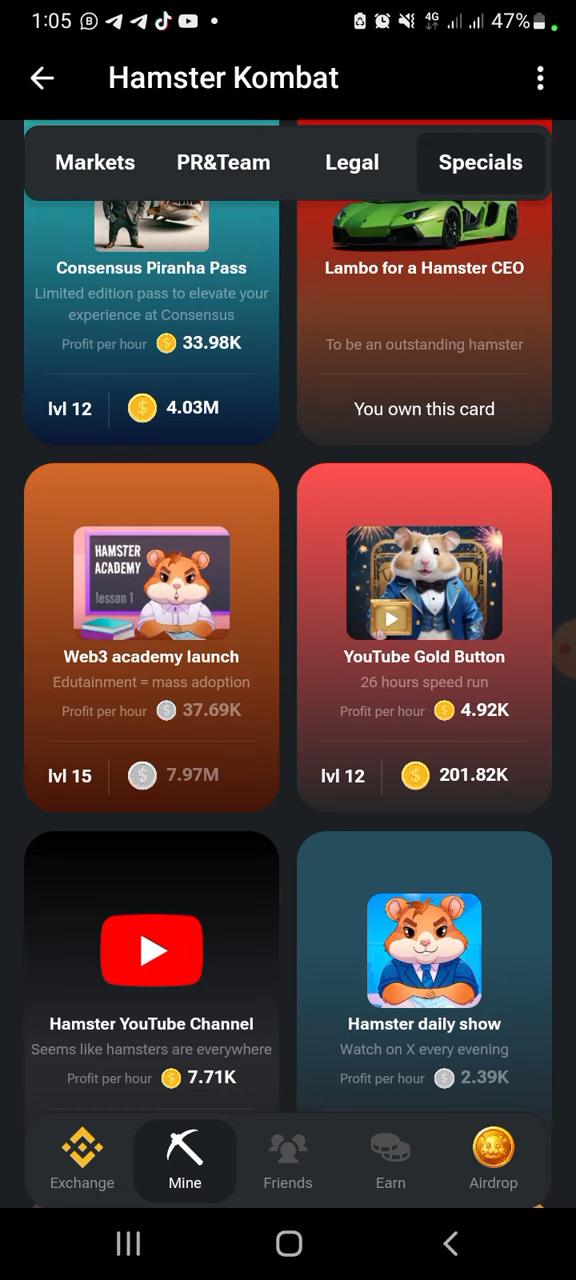 1:05
4G
47%
Hamster Kombat
Markets
PR&Team
Legal
Specials
Consensus Piranha Pass
Limited edition pass to elevate your
experience at Consensus
Profit per hour 33.98K
lvl 12
4.03M
Lambo for a Hamster CEO
To be an outstanding hamster
You own this card
HAMSTER
ACADEMY
lesson 1
Web3 academy launch
Edutainment = mass adoption
Profit per hour 37.69K
lvl 15
7.97M
YouTube Gold Button
26 hours speed run
Profit per hour 4.92K
lvl 12
201.82K
Hamster YouTube Channel
Seems like hamsters are everywhere
Profit per hour 7.71K
Hamster daily show
Watch on X every evening
Profit per hour 2.39K
Exchange
Mine
Friends
Earn
Airdrop